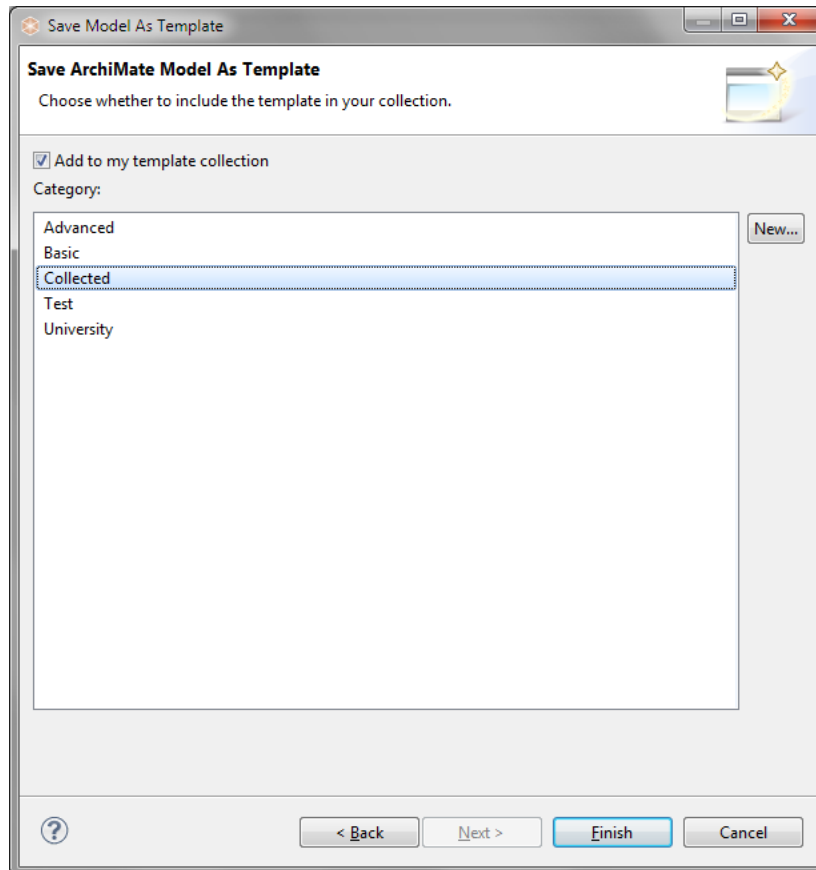 Save Model As Template
Save ArchiMate Model As Template
Choose whether to include the template in your collection.
Add to my template collection
Category:
Advanced
New...
Basic
Collected
Test
University
?
< Back
Next >
Finish
Cancel